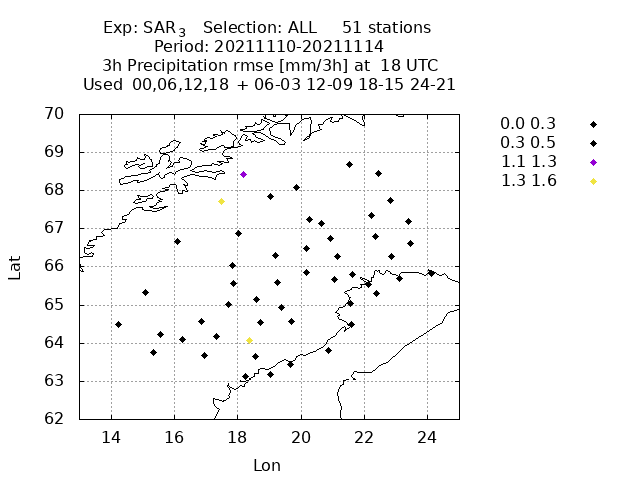 Exp: SAR3 Selection: ALL 51 stations
Period: 20211110-20211114
3h Precipitation rmse [mm/3h] at 18 UTC
Used 00,06,12,18 + 06-03 12-09 18-15 24-21
70
69
68
67
66
65
64
63
62
14 16 18 20 22 24
Lat
Lon
0.0 0.3
0.3 0.5
1.1 1.3
1.3 1.6